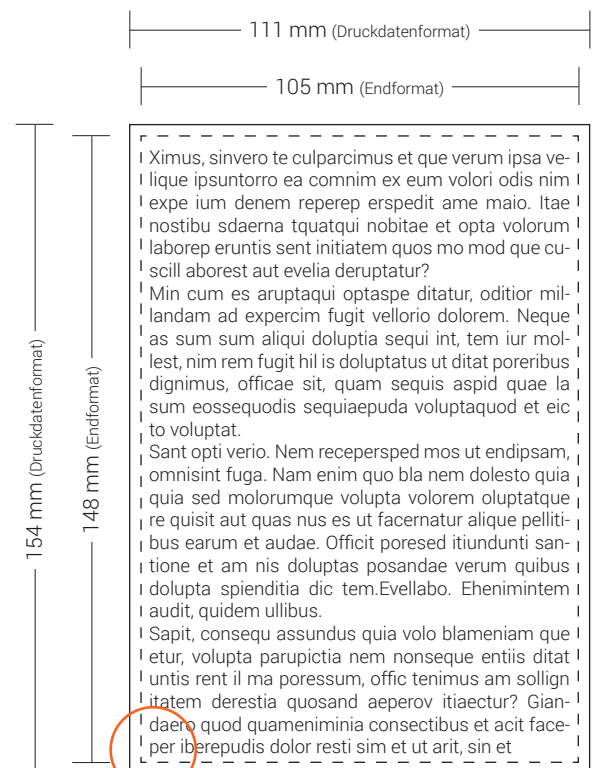 111 mm (Druckdatenformat)
105 mm (Endformat)
154 mm (Druckdatenformat)
148 mm (Endformat)
Ximus, sinvero te culparcimus et que verum ipsa ve-
lique ipsuntorro ea comnim ex eum volori odis nim
expe ium denem reperep erspedit ame maio. Itae
nostibu sdaerna tquatqui nobitae et opta volorum
laborep eruntis sent initiatem quos mo mod que cu-
scill aborest aut evelia deruptatur?
Min cum es aruptaqui optaspe ditatur, oditior mil-
landam ad expercim fugit vellorio dolorem. Neque
as sum sum aliqui doluptia sequi int, tem iur mol-
lest, nim rem fugit hil is doluptatus ut ditat poreribus
dignimus, officae sit, quam sequis aspid quae la
sum eossequodis sequiaepuda voluptaquod et eic
to voluptat.
Sant opti verio. Nem recepersped mos ut endipsam,
omnisint fuga. Nam enim quo bla nem dolesto quia
quia sed molorumque volupta volorem oluptatque
re quisit aut quas nus es ut facernatur alique pelliti-
bus earum et audae. Officit poresed itiundunti san-
tione et am nis doluptas posandae verum quibus
dolupta spienditia dic tem.Evellabo. Ehenimintem
audit, quidem ullibus.
Sapit, consequ assundus quia volo blameniam que
etur, volupta parupictia nem nonseque entiis ditat
untis rent il ma poressum, offic tenimus am sollign
itatem derestia quosand aeperov itiaectur? Gian-
daero quod quameniminia consectibus et acit face-
per iberepudis dolor resti sim et ut arit, sin et